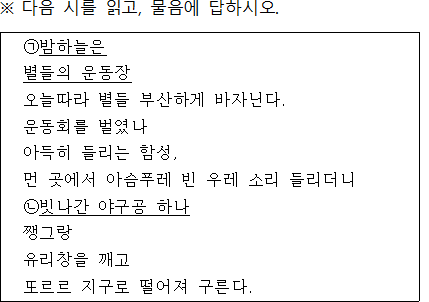 ※ 다음 시를 읽고, 물음에 답하시오.
㉠밤하늘은
별들의 운동장
오늘따라 별들 부산하게 바자닌다.
운동회를 벌였나
아득히 들리는 함성,
먼 곳에서 아슴푸레 빈 우레 소리 들리더니
㉡빗나간 야구공 하나
쨍그랑
유리창을 깨고
또르르 지구로 떨어져 구른다.